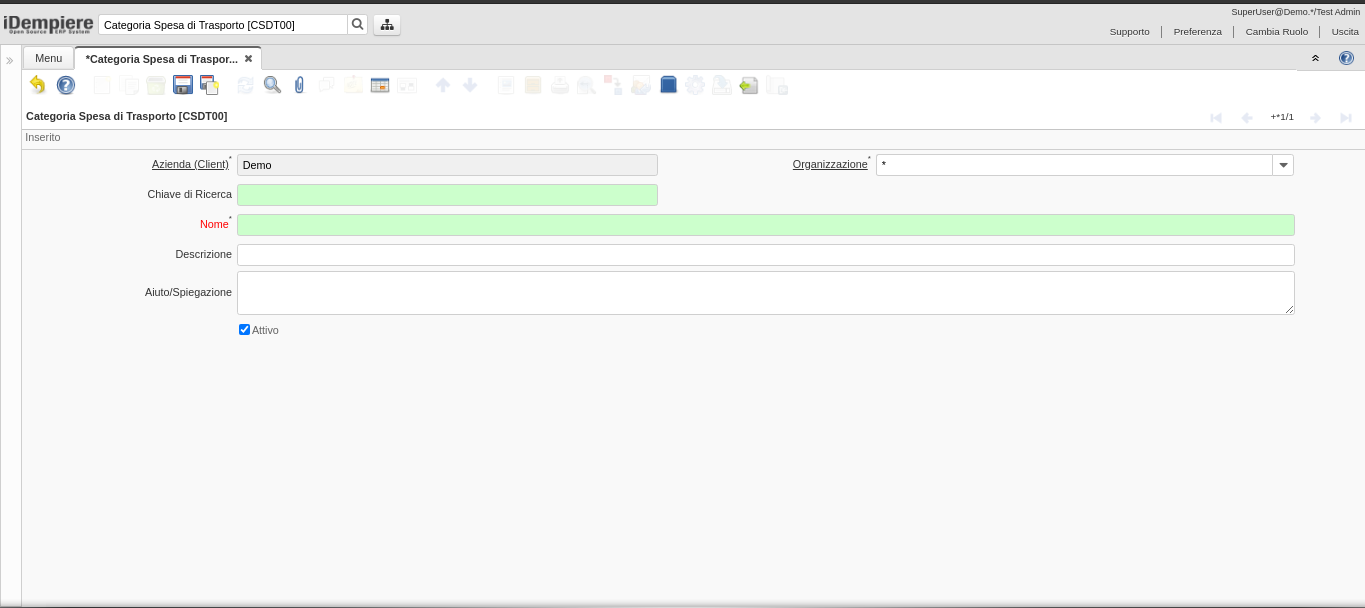 SuperUser@Demo.*/Test Admin
iDempiere
Open Source ERP System
Categoria Spesa di Trasporto [CSDT00]
Supporto
Preferenza
Cambia Ruolo
Uscita
»
Menu
*Categoria Spesa di Traspor...
Categoria Spesa di Trasporto [CSDT00]
+*1/1
Inserito
Azienda (Client)*
Demo
Organizzazione*
*
Chiave di Ricerca
Nome*
Descrizione
Aiuto/Spiegazione
Attivo